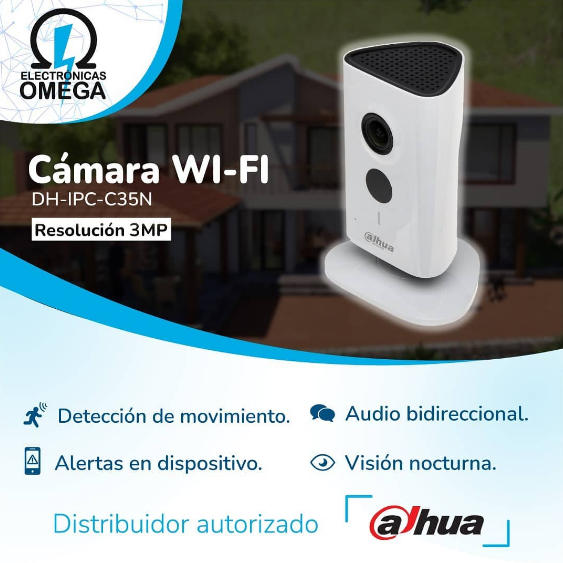 ELECTRÓNICAS
OMEGA
Cámara WI-FI
DH-IPC-C35N
Resolución 3MP
alhua
Detección de movimiento.
Audio bidireccional.
Alertas en dispositivo.
Visión nocturna.
Distribuidor autorizado
alhua